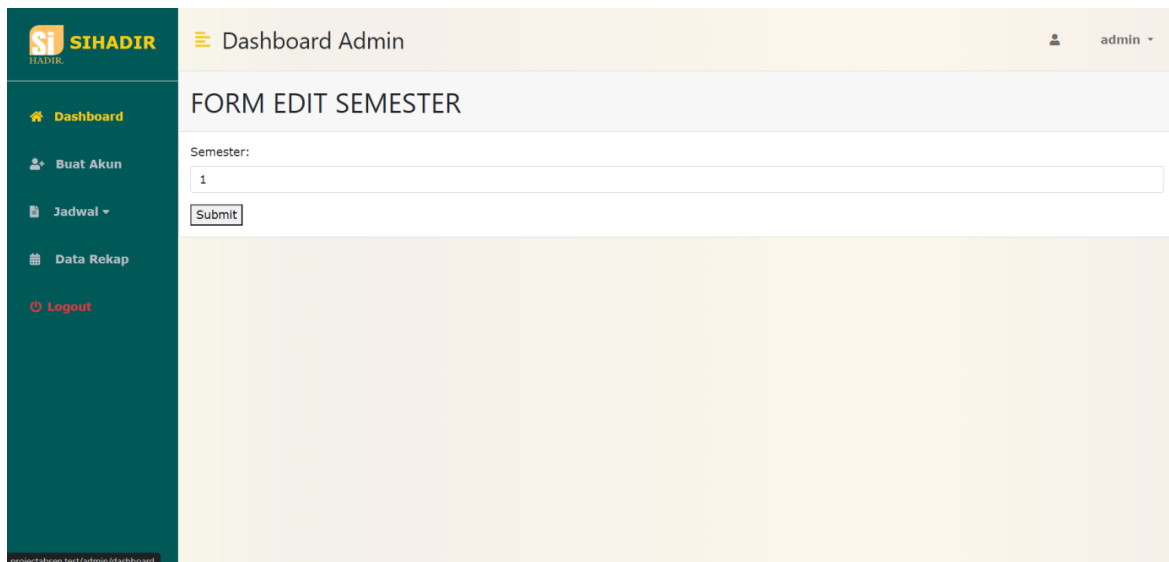 Si
HADIR.
SIHADIR
Dashboard Admin
admin
Dashboard
Buat Akun
Jadwal
Data Rekap
Logout
FORM EDIT SEMESTER
Semester:
1
Submit
projectabsen.test/admin/dashboard